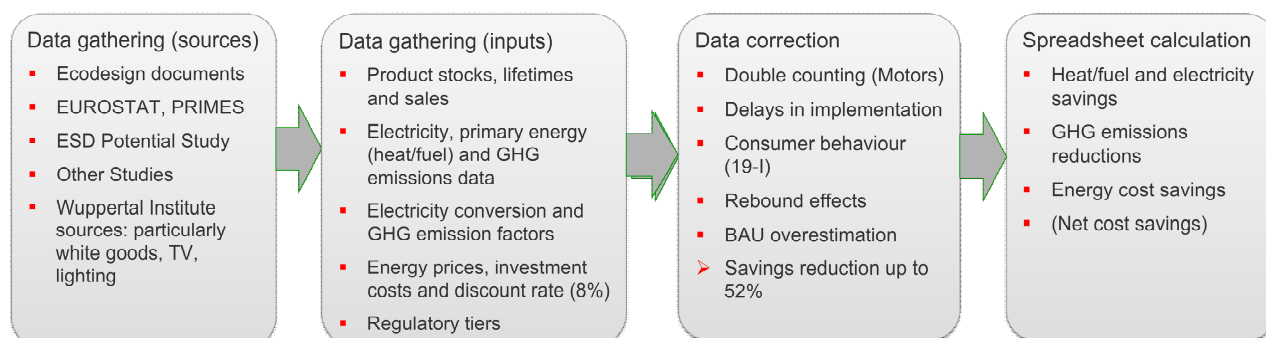 Data gathering (sources)
Ecodesign documents
EUROSTAT, PRIMES
ESD Potential Study
Other Studies
Wuppertal Institute
sources: particularly
white goods, TV,
lighting
Data gathering (inputs)
Product stocks, lifetimes
and sales
Electricity, primary energy
(heat/fuel) and GHG
emissions data
Electricity conversion and
GHG emission factors
Energy prices, investment
costs and discount rate (8%)
Regulatory tiers
Data correction
Double counting (Motors)
Delays in implementation
Consumer behaviour
(19-I)
Rebound effects
BAU overestimation
Savings reduction up to
52%
Spreadsheet calculation
Heat/fuel and electricity
savings
GHG emissions
reductions
Energy cost savings
(Net cost savings)